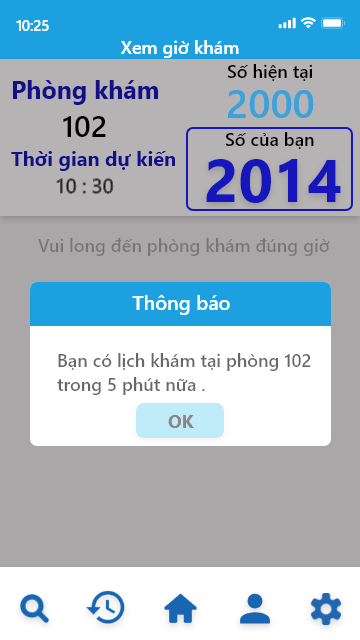 10:25
Xem giờ khám
Phòng khám
102
Thời gian dự kiến
10 : 30
Số hiện tại
2000
Số của bạn
2014
Vui long đến phòng khám đúng giờ
Thông báo
Bạn có lịch khám tại phòng 102
trong 5 phút nữa .
OK